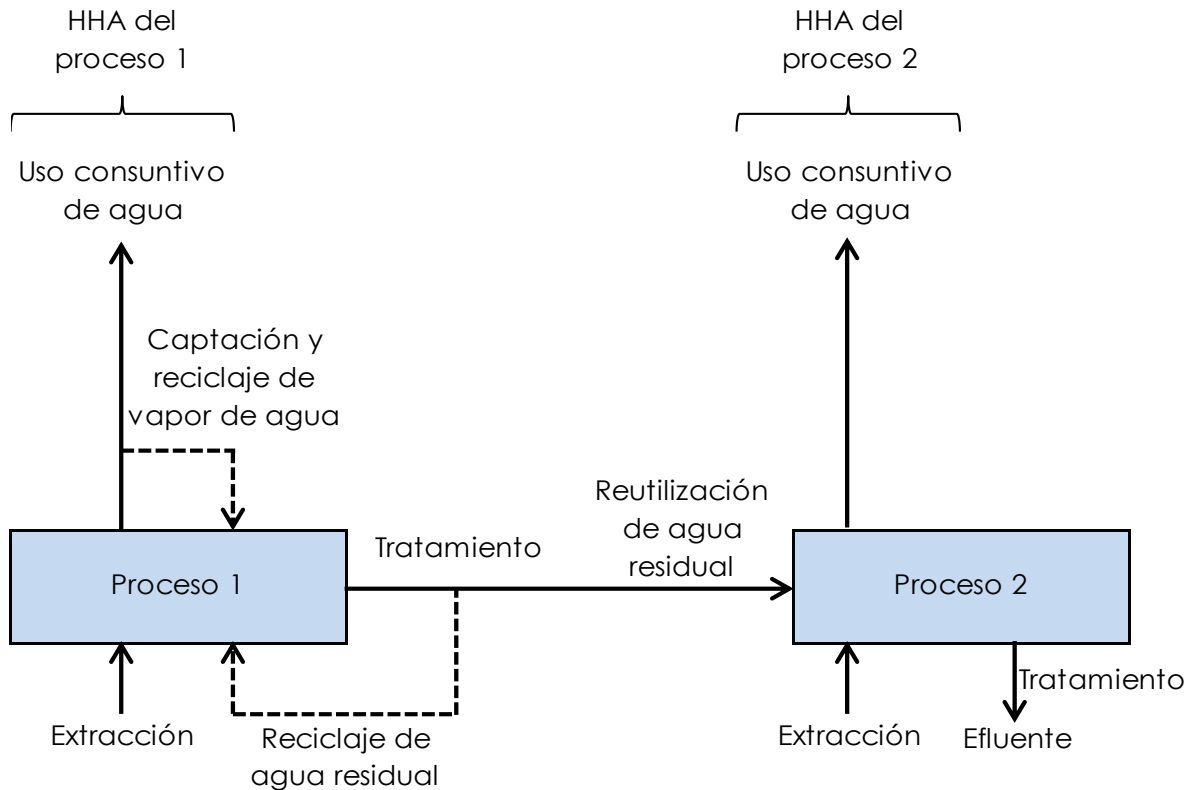 HHA del
proceso 1
HHA del
proceso 2
Uso consuntivo
de agua
Uso consuntivo
de agua
Captación y
reciclaje de
vapor de agua
Reutilización
de agua
residual
Tratamiento
Proceso 1
Proceso 2
Tratamiento
Extracción
Reciclaje de
agua residual
Extracción
Efluente